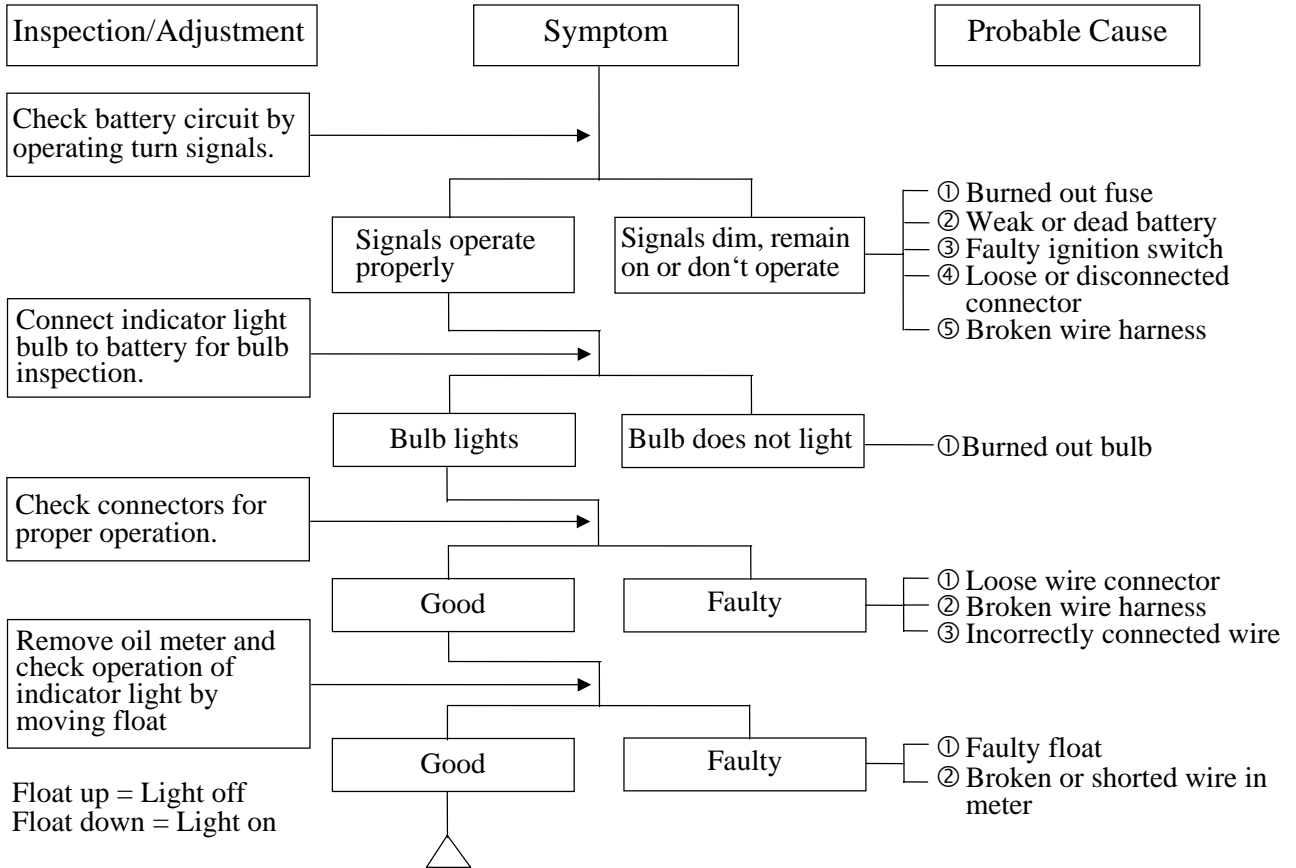 Inspection/Adjustment
Symptom
Probable Cause
Check battery circuit by
operating turn signals.
Signals operate
properly
Signals dim, remain
on or don‘t operate
① Burned out fuse
② Weak or dead battery
③ Faulty ignition switch
④ Loose or disconnected
connector
⑤ Broken wire harness
Connect indicator light
bulb to battery for bulb
inspection.
Bulb lights
Bulb does not light
①Burned out bulb
Check connectors for
proper operation.
Good
Faulty
① Loose wire connector
② Broken wire harness
③ Incorrectly connected wire
Remove oil meter and
check operation of
indicator light by
moving float
Good
Faulty
① Faulty float
② Broken or shorted wire in
meter
Float up = Light off
Float down = Light on